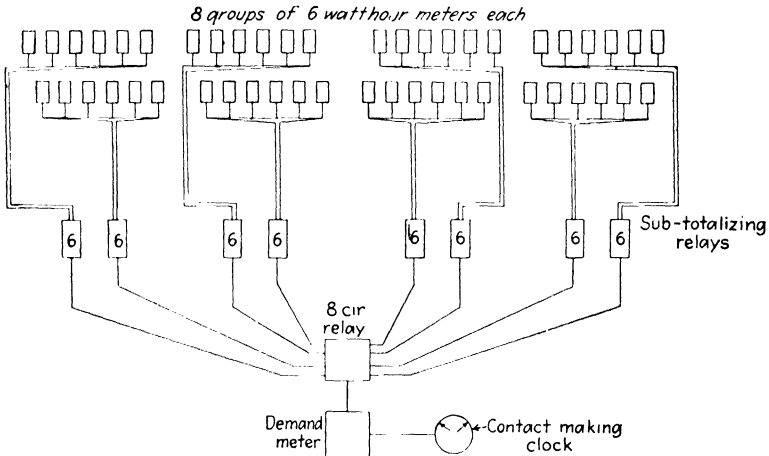 8 groups of 6 watthour meters each
6 6 6 6 6 6 6 6
Sub-totalizing
relays
8 cir
relay
Demand
meter
Contact making
clock